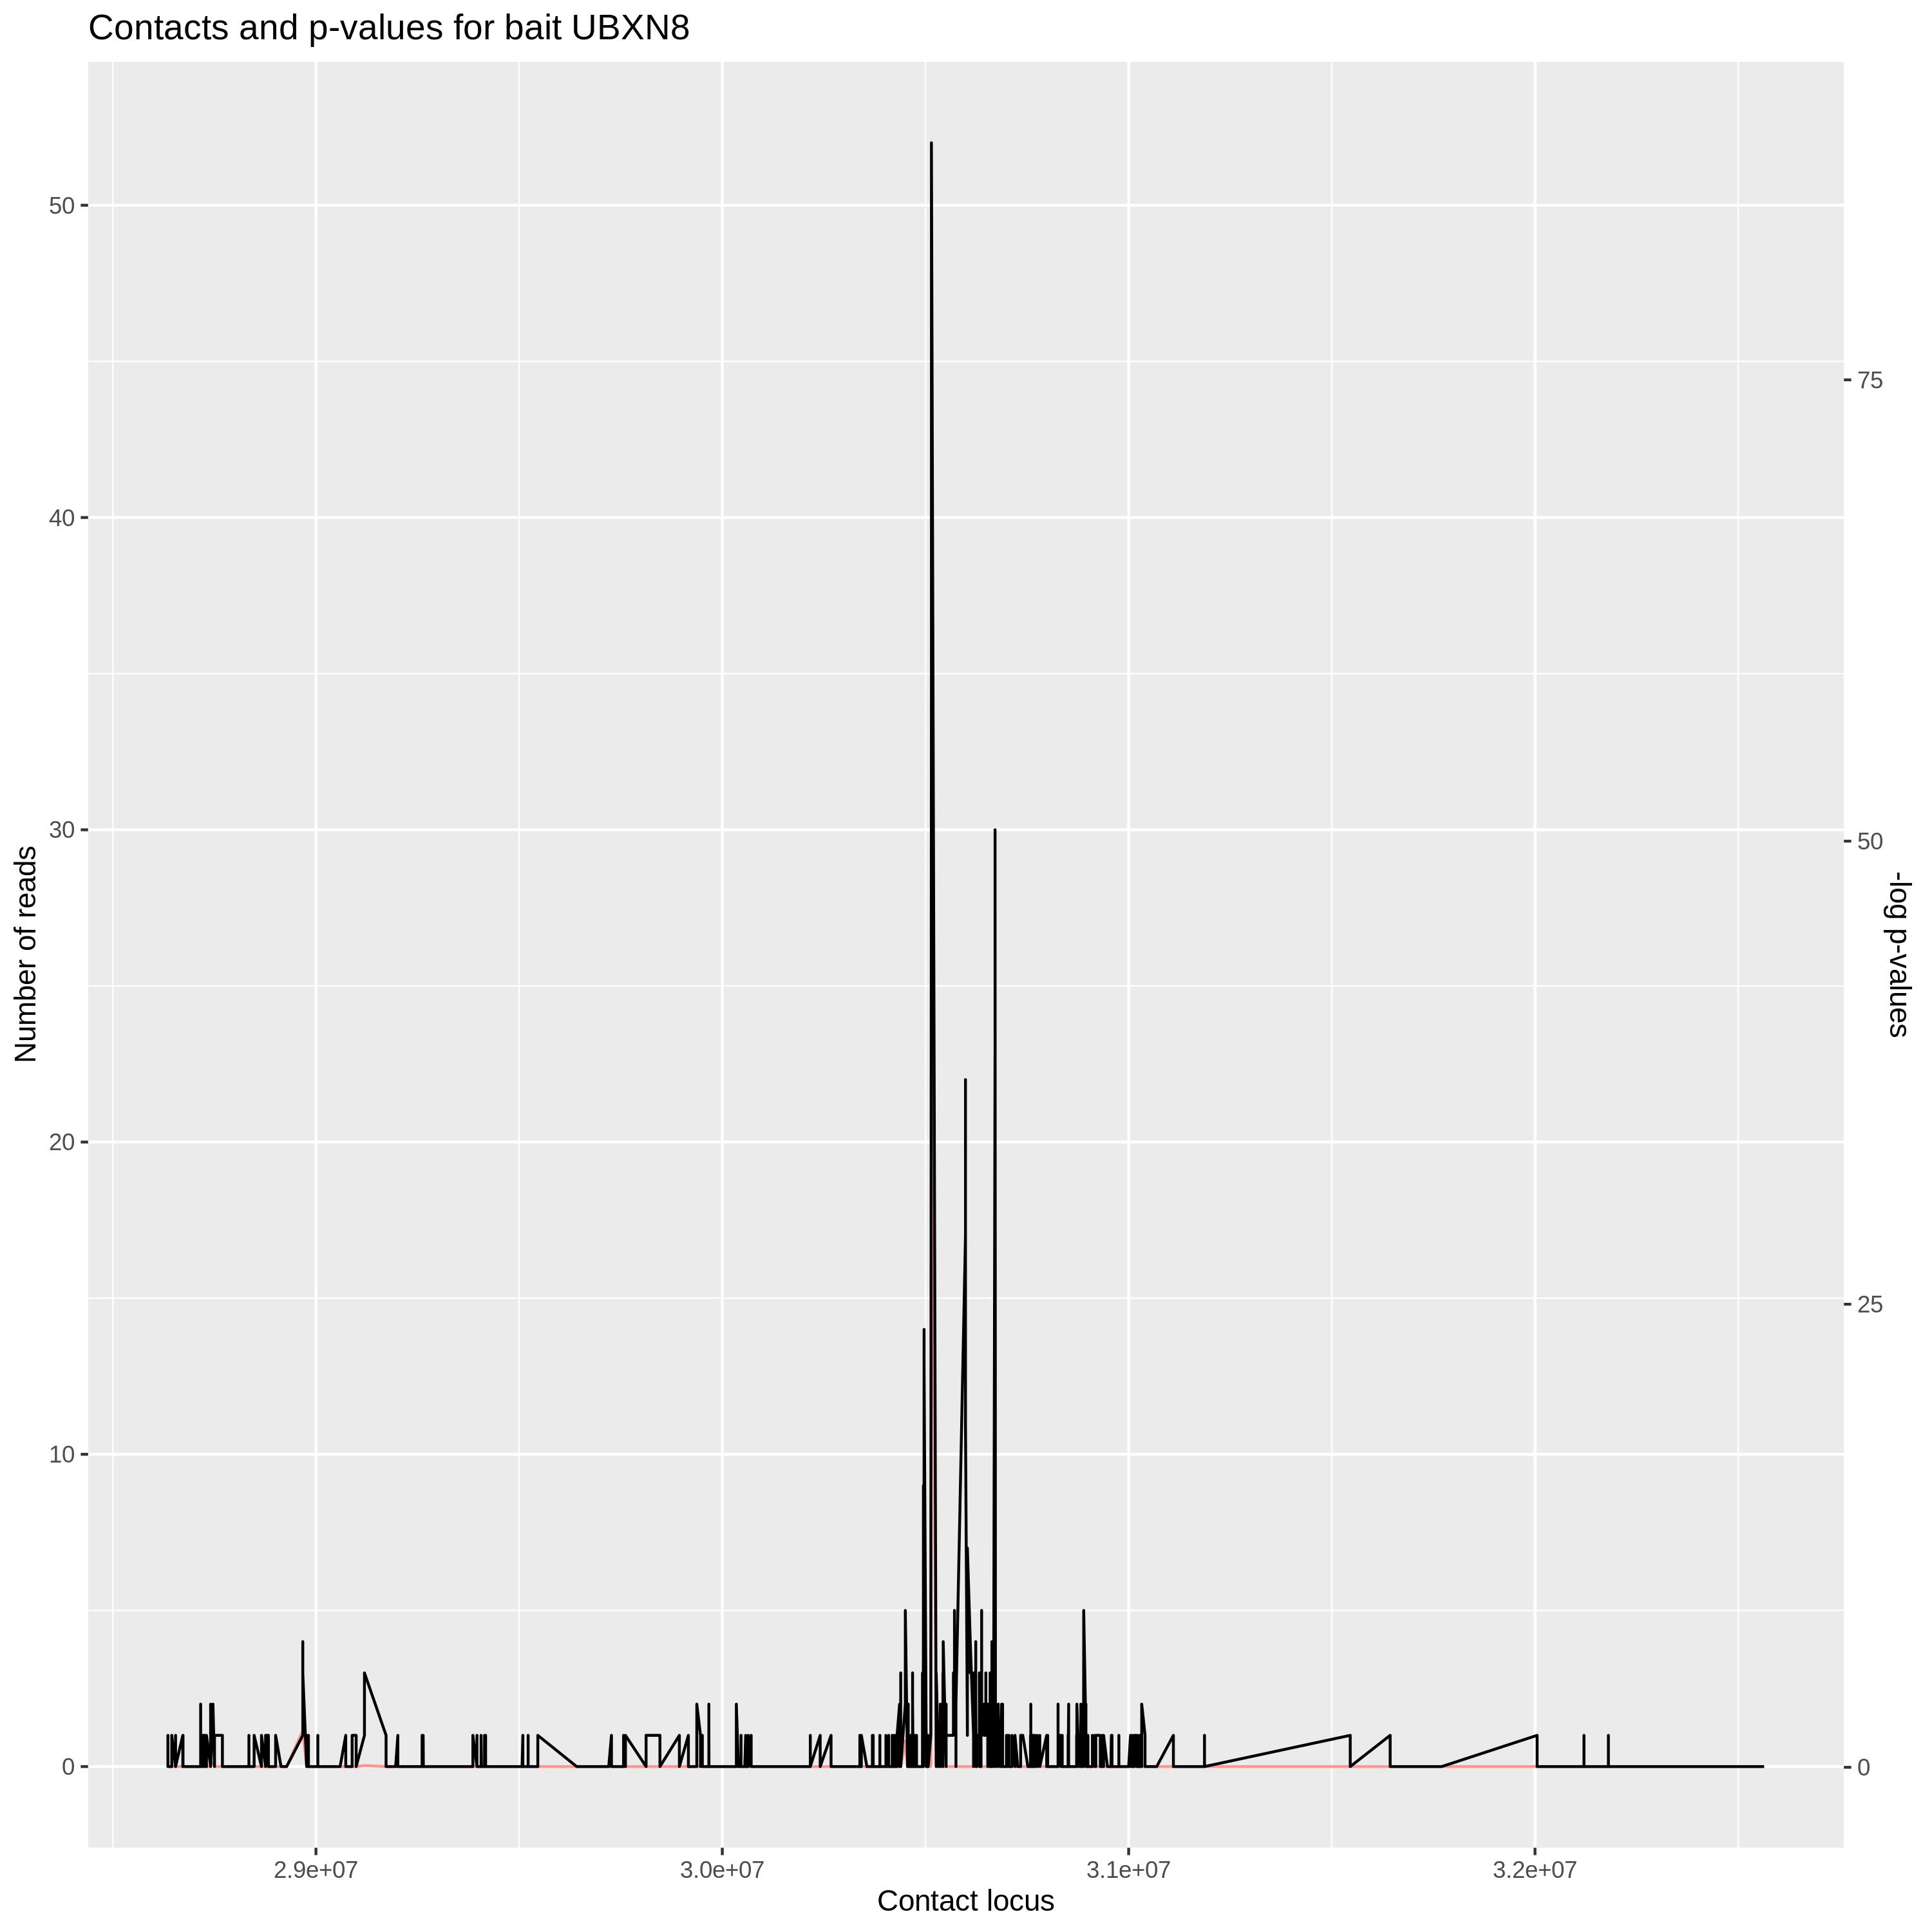 Contacts and p-values for bait UBXN8
50
40
30
20
10
0
Number of reads
75
50
25
0
-log p-values
2.9e+07 3.0e+07 3.1e+07 3.2e+07
Contact locus